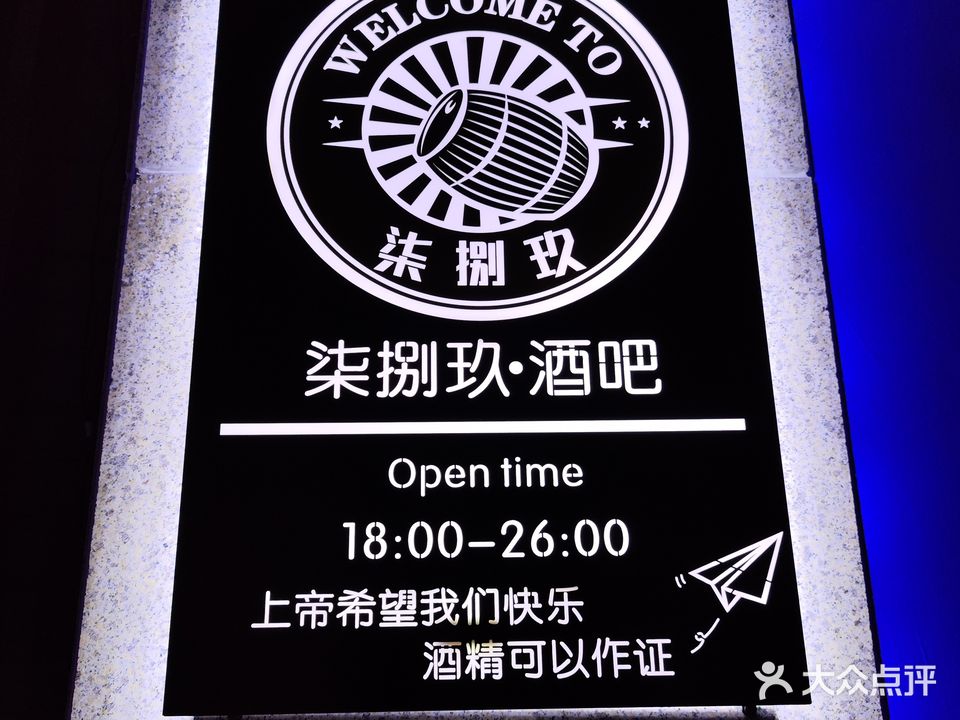 WELCOME TO
柒捌玖
柒捌玖·酒吧
Open time
18:00-26:00
上帝希望我们快乐
酒精可以作证
大众点评